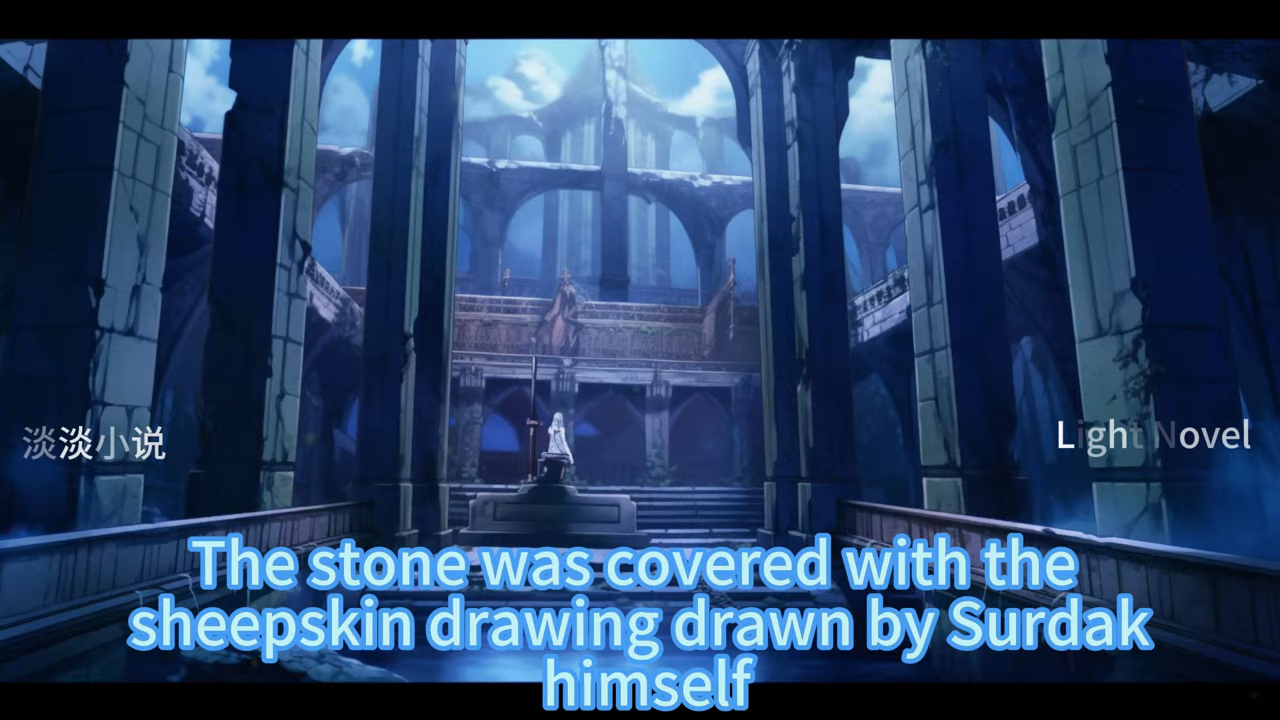 淡淡小说
Light Novel
The stone was covered with the
sheepskin drawing drawn by Surdak
himself